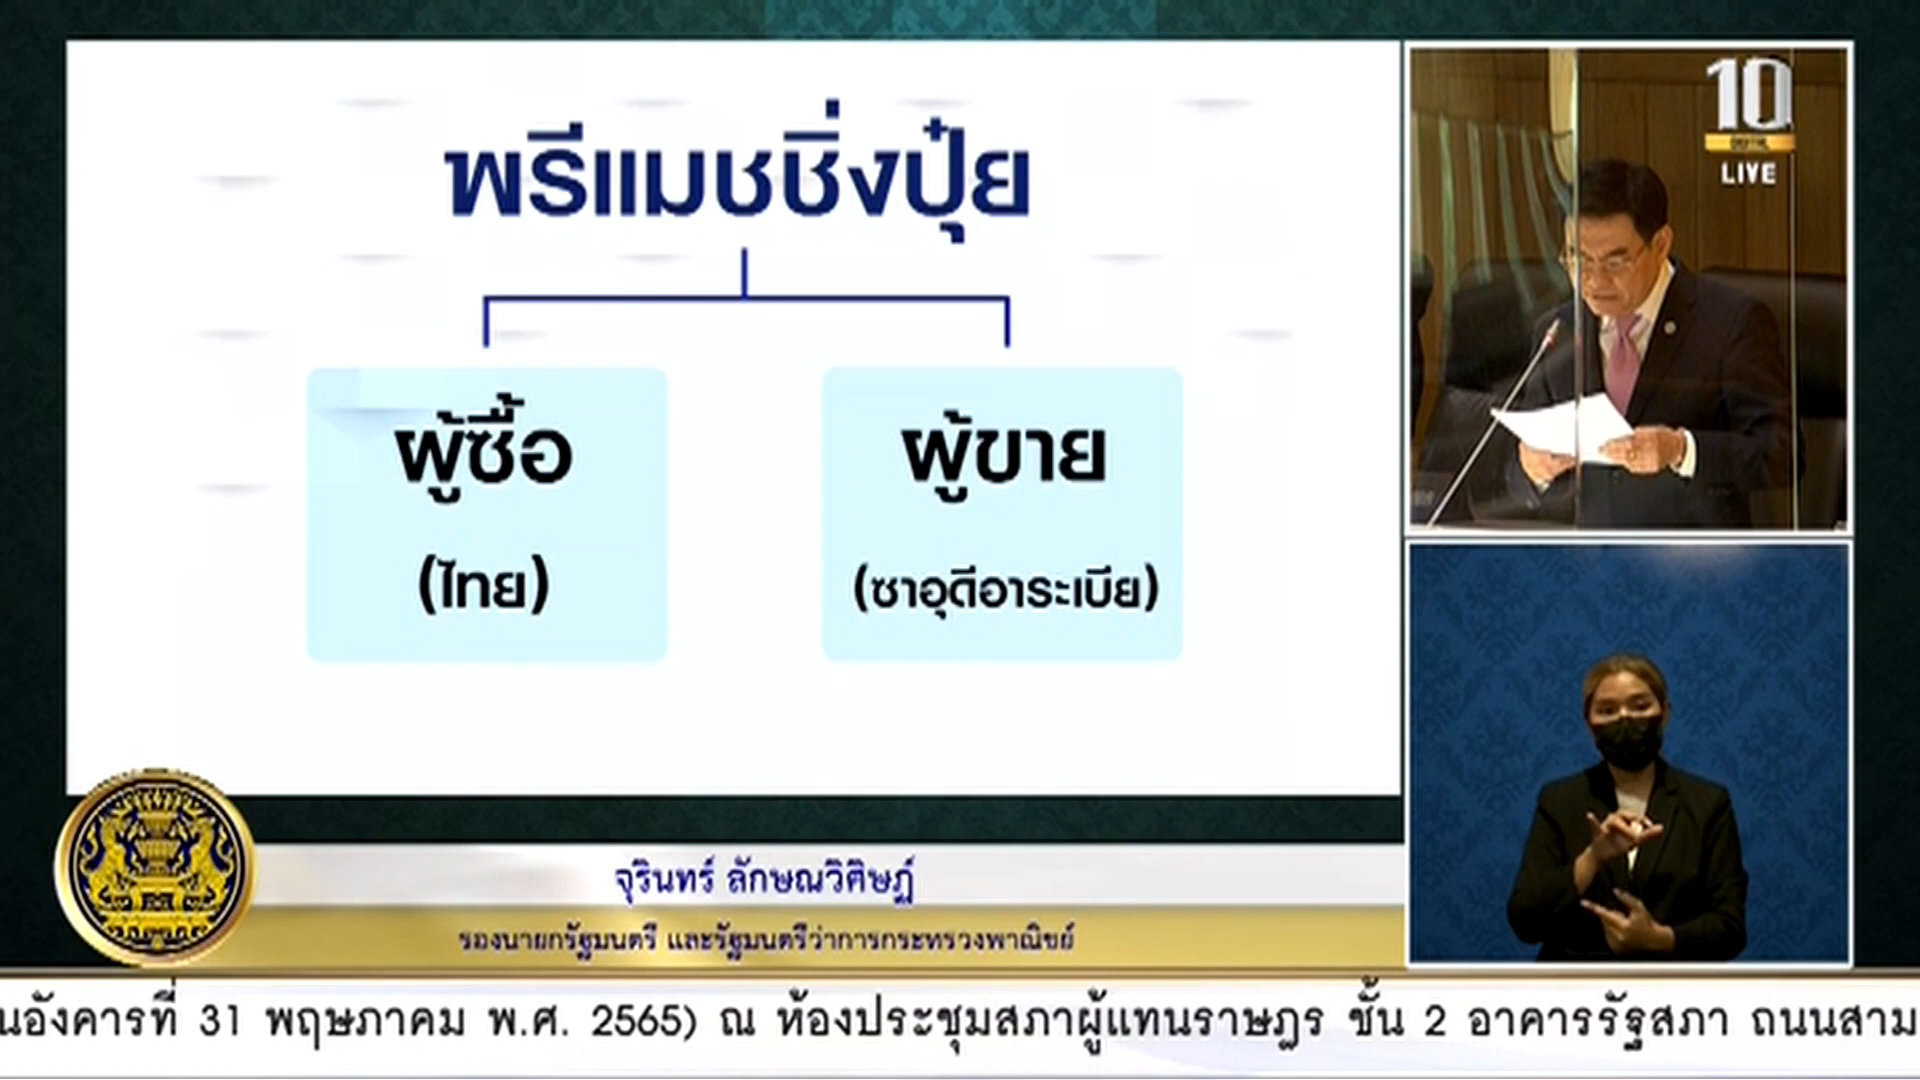 พรีแมชชิ่งปุ๋ย
ผู้ซื้อ
(ไทย)
ผู้ขาย
(ซาอุดีอาระเบีย)
10
DIGITAL
LIVE
จุรินทร์ ลักษณวิศิษฏ์
รองนายกรัฐมนตรี และรัฐมนตรีว่าการกระทรวงพาณิชย์
นอังคารที่ 31 พฤษภาคม พ.ศ. 2565) ณ ห้องประชุมสภาผู้แทนราษฎร ชั้น 2 อาคารรัฐสภา ถนนสาม